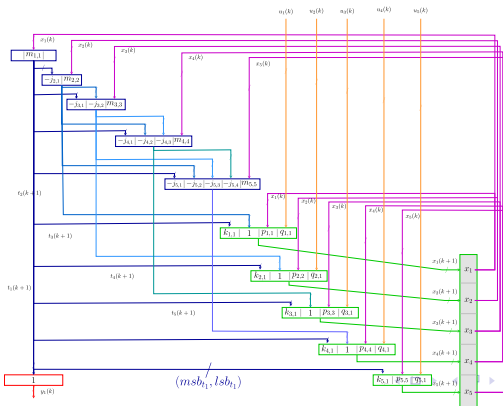 u₁(k) u₂(k) u₃(k) u₄(k) u₅(k)
x₁(k)
x₂(k)
x₃(k)
x₄(k)
x₅(k)
|m₁,₁|
−j₂,₁|m₂,₂
−j₃,₁|−j₃,₂|m₃,₃
−j₄,₁|−j₄,₂|−j₄,₃|m₄,₄
−j₅,₁|−j₅,₂|−j₅,₃|−j₅,₄|m₅,₅
x₁(k)
x₂(k)
x₃(k)
x₄(k)
x₅(k)
k₁,₁| 1 |p₁,₁|q₁,₁
k₂,₁| 1 |p₂,₂|q₂,₁
k₃,₁| 1 |p₃,₃|q₃,₁
k₄,₁| 1 |p₄,₄|q₄,₁
k₅,₁|p₅,₅|q₅,₁
t₂(k+1)
t₃(k+1)
t₄(k+1)
t₁(k+1)
x₁(k+1) x₁
x₂(k+1) x₂
x₃(k+1) x₃
x₄(k+1) x₄
x₅(k+1) x₅
1
(msb_t₁, lsb_t₁)
y₁(k)